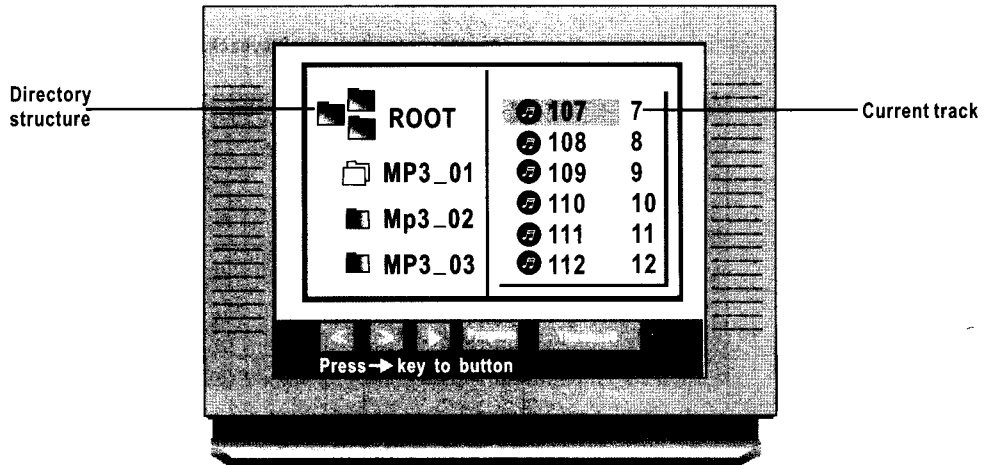 Directory
structure
ROOT
MP3_01
Mp3_02
MP3_03
107 7
108 8
109 9
110 10
111 11
112 12
Current track
Press → key to button